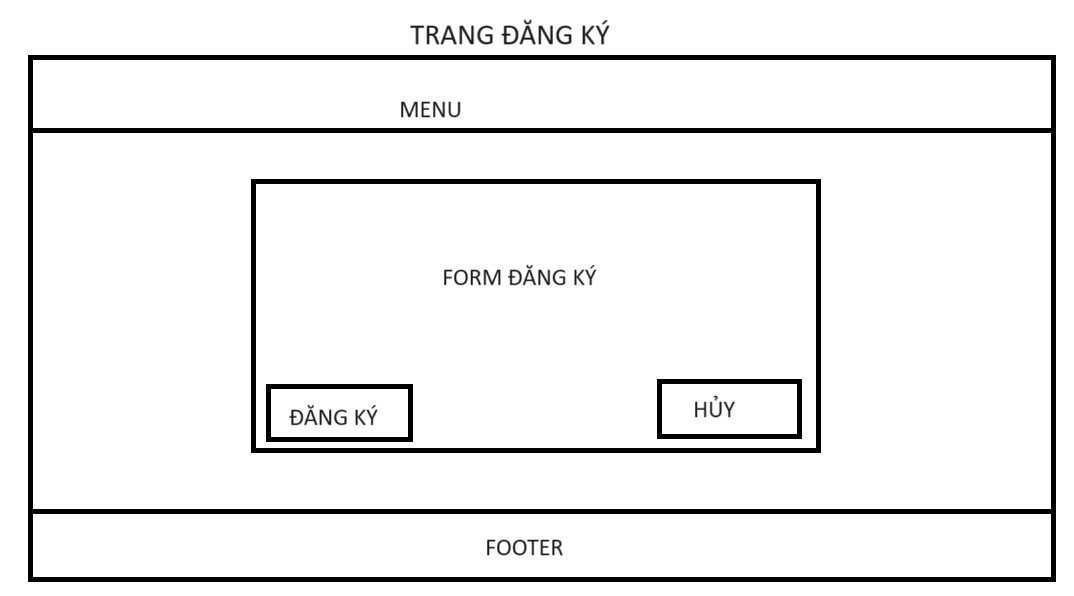 TRANG ĐĂNG KÝ
MENU
FORM ĐĂNG KÝ
ĐĂNG KÝ
HỦY
FOOTER